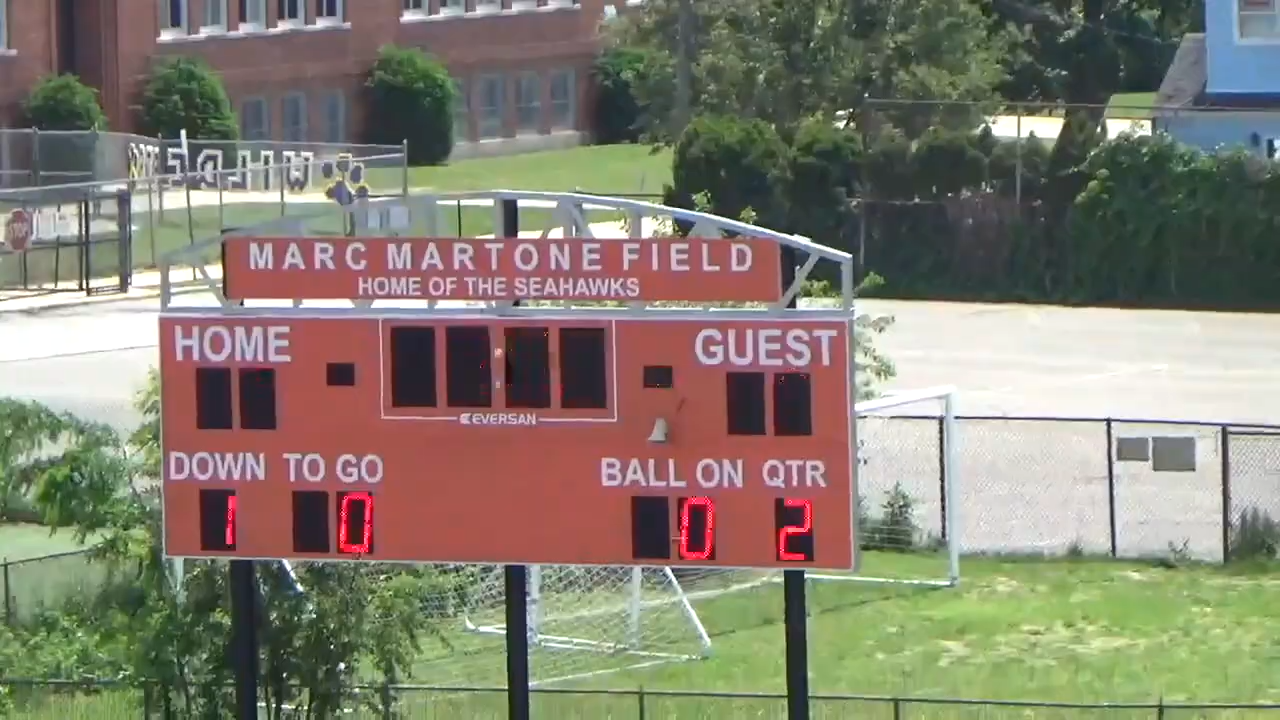 STOP
MARC MARTONE FIELD
HOME OF THE SEAHAWKS
HOME GUEST
EVERSAN
DOWN TO GO BALL ON QTR
1 0 0 2